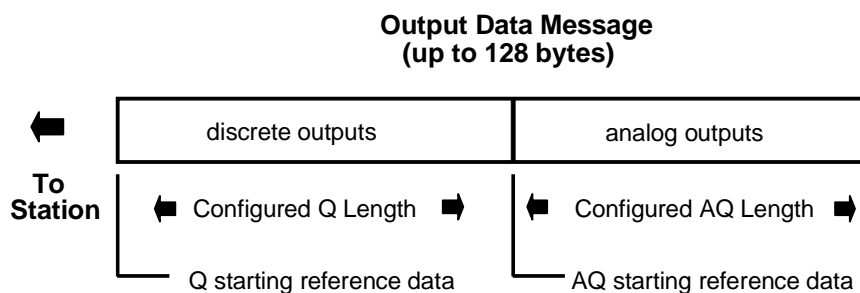 Output Data Message
(up to 128 bytes)
discrete outputs
analog outputs
To
Station
Configured Q Length
Configured AQ Length
Q starting reference data
AQ starting reference data